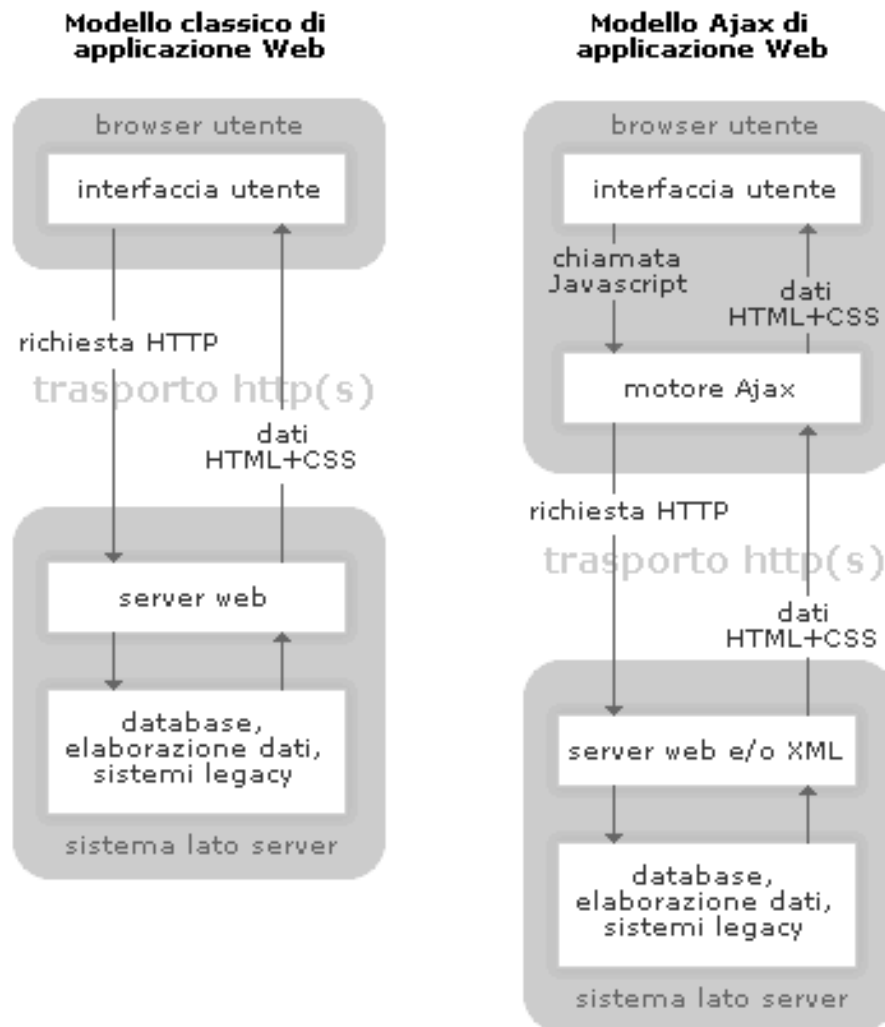 Modello classico di
applicazione Web
browser utente
interfaccia utente
richiesta HTTP
trasporto http(s)
dati
HTML+CSS
server web
database,
elaborazione dati,
sistemi legacy
sistema lato server
Modello Ajax di
applicazione Web
browser utente
interfaccia utente
chiamata
Javascript
dati
HTML+CSS
motore Ajax
richiesta HTTP
trasporto http(s)
dati
HTML+CSS
server web e/o XML
database,
elaborazione dati,
sistemi legacy
sistema lato server